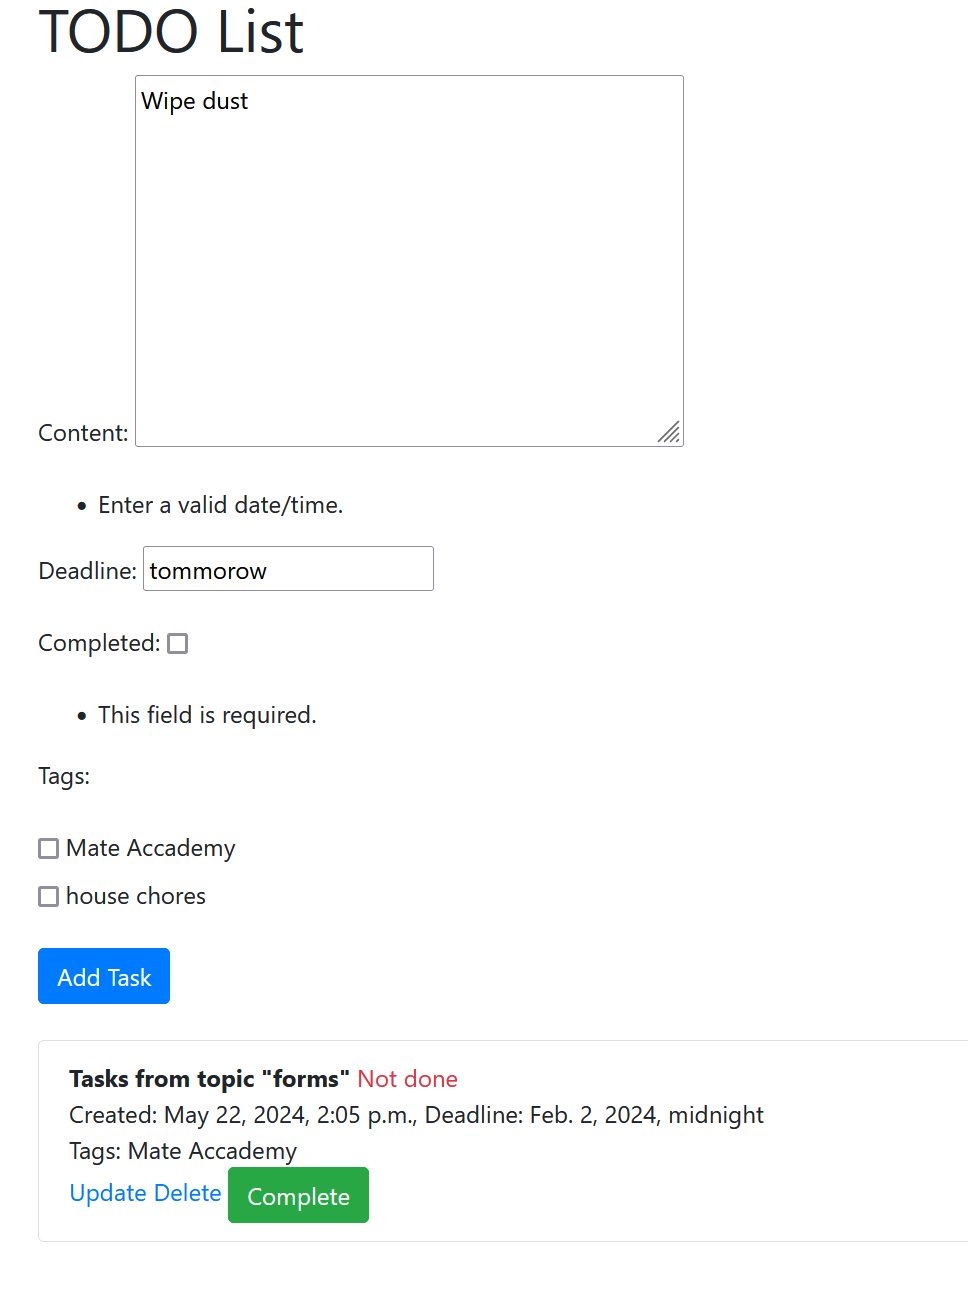 TODO List
Wipe dust
Content:
Enter a valid date/time.
Deadline: tommorow
Completed:
This field is required.
Tags:
Mate Accademy
house chores
Add Task
Tasks from topic "forms" Not done
Created: May 22, 2024, 2:05 p.m., Deadline: Feb. 2, 2024, midnight
Tags: Mate Accademy
Update Delete Complete